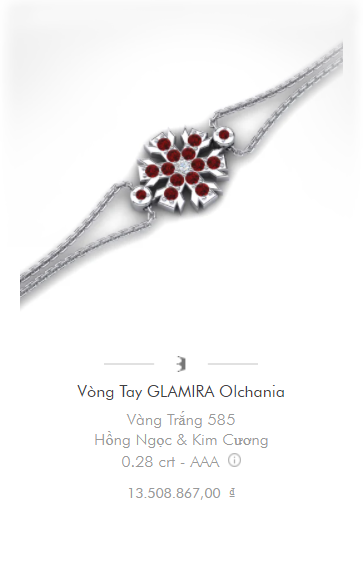 Vòng Tay GLAMIRA Olchania
Vàng Trắng 585
Hồng Ngọc & Kim Cương
0.28 crt - AAA
13.508.867,00 ₫